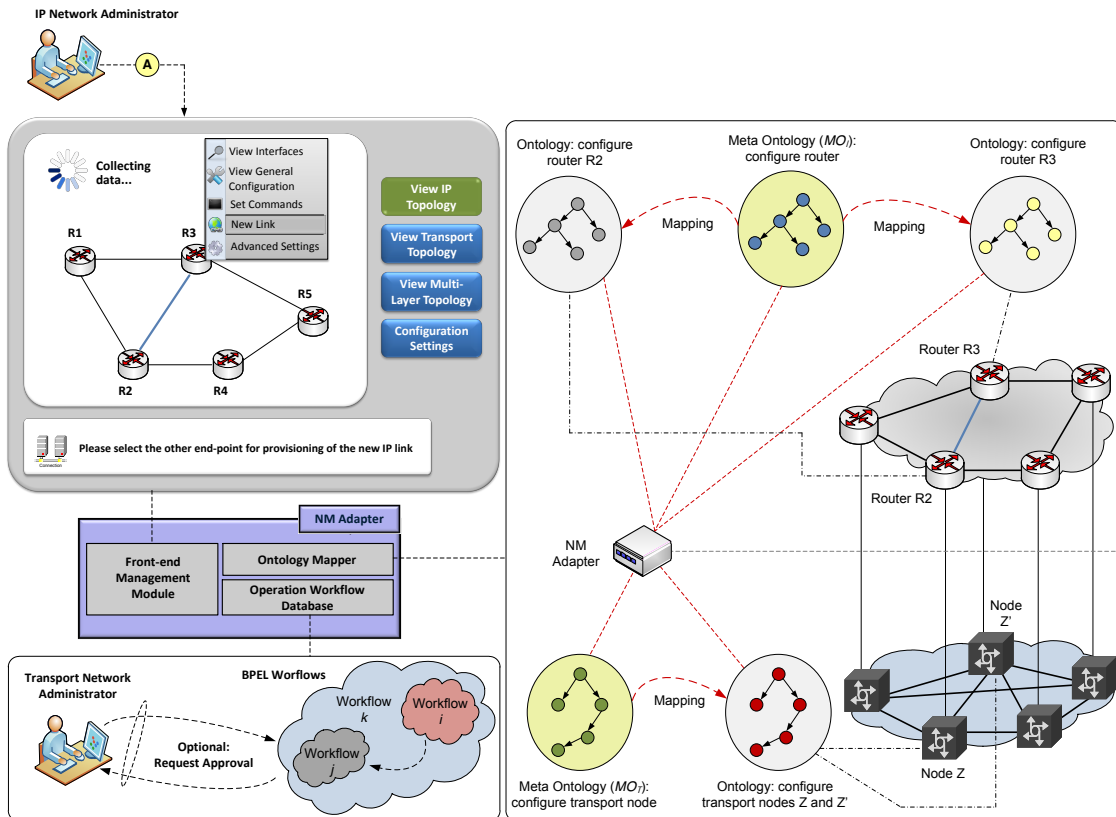 IP Network Administrator
A
Collecting
data...
View Interfaces
View General
Configuration
Set Commands
New Link
Advanced Settings
R1
R3
R5
R2
R4
View IP
Topology
View Transport
Topology
View Multi-
Layer Topology
Configuration
Settings
Connection
Please select the other end-point for provisioning of the new IP link
NM Adapter
Front-end
Management
Module
Ontology Mapper
Operation Workflow
Database
Transport Network
Administrator
BPEL Worflows
Optional:
Request Approval
Workflow
k
Workflow
i
Workflow
j
Ontology: configure
router R2
Meta Ontology (MOI):
configure router
Ontology: configure
router R3
Mapping
Mapping
Router R3
Router R2
NM
Adapter
Node
Z'
Mapping
Node Z
Meta Ontology (MOT):
configure transport node
Ontology: configure
transport nodes Z and Z'